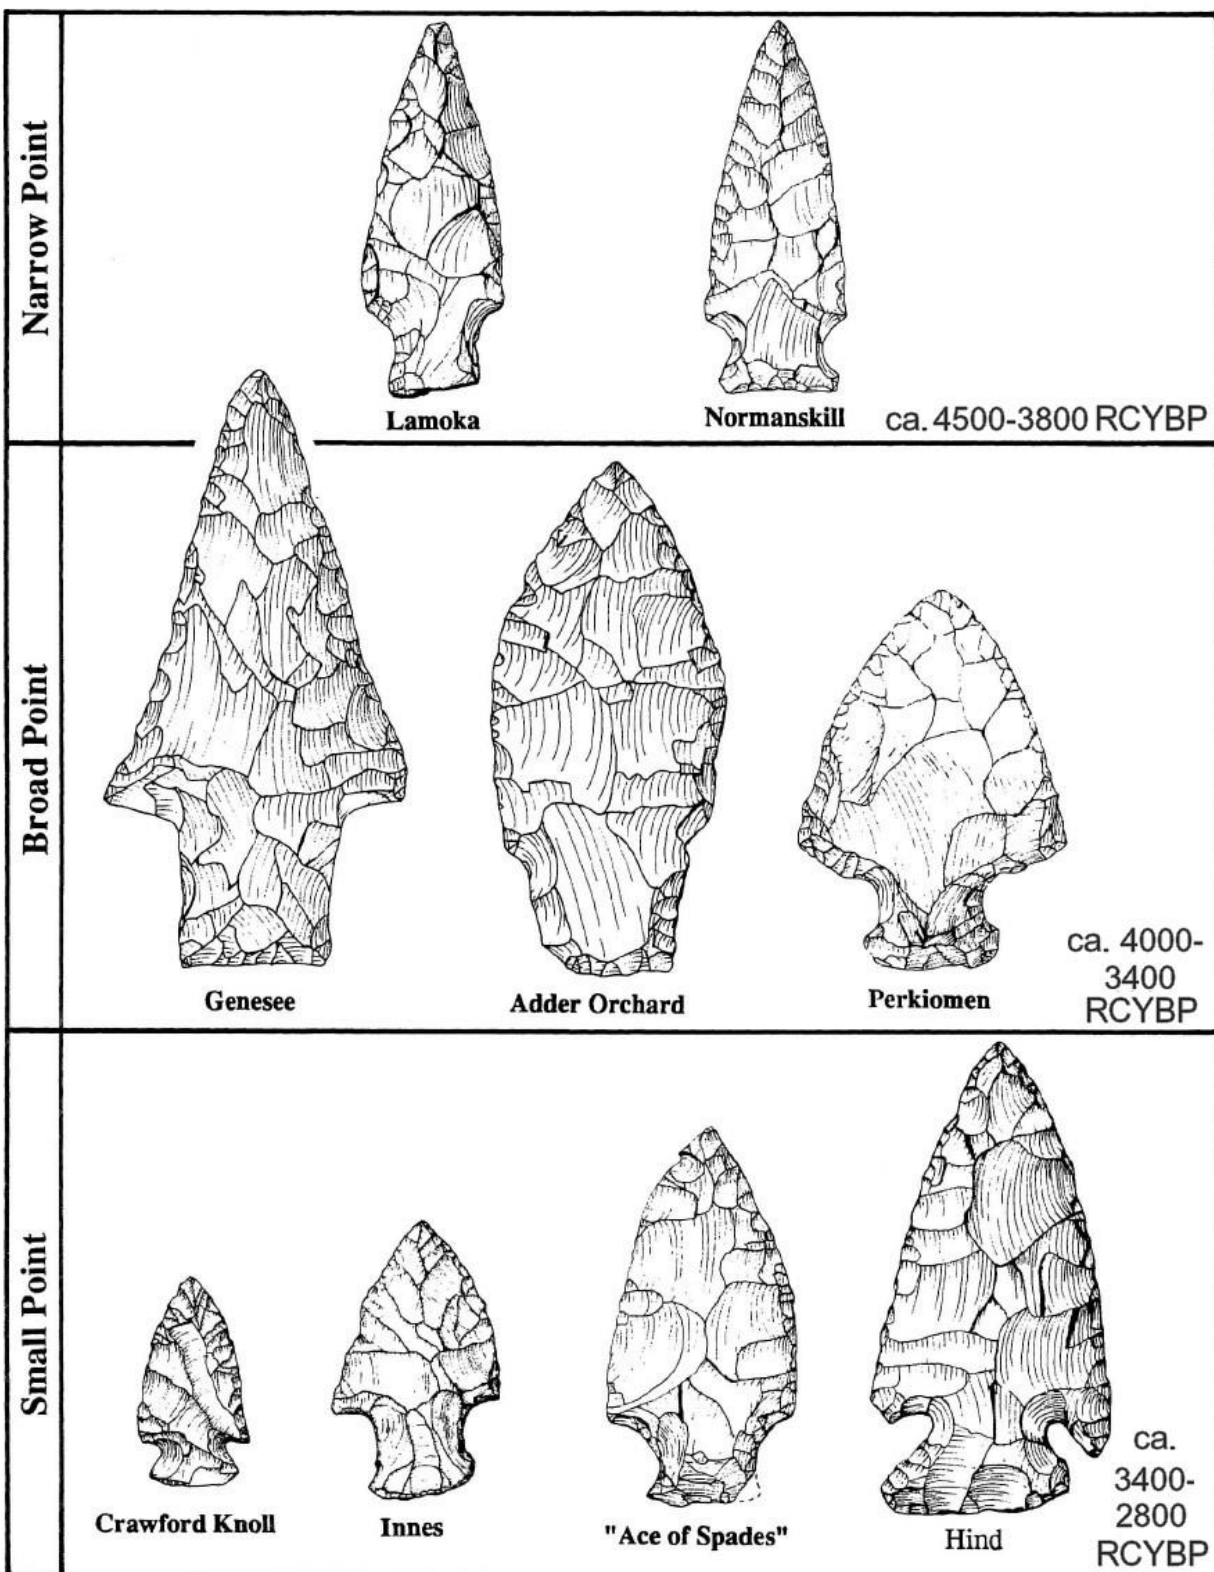 Narrow Point
Lamoka
Normanskill
ca. 4500-3800 RCYBP
Broad Point
Genesee
Adder Orchard
Perkiomen
ca. 4000-
3400
RCYBP
Small Point
Crawford Knoll
Innes
"Ace of Spades"
Hind
ca.
3400-
2800
RCYBP